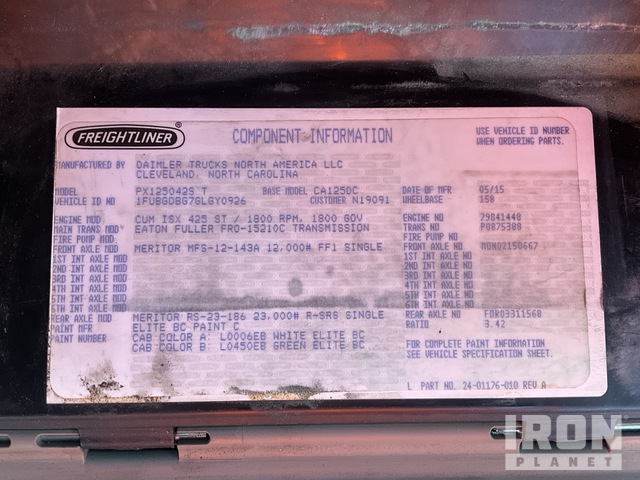 FREIGHTLINER ®
COMPONENT INFORMATION
USE VEHICLE ID NUMBER
WHEN ORDERING PARTS.
MANUFACTURED BY DAIMLER TRUCKS NORTH AMERICA LLC
CLEVELAND, NORTH CAROLINA
MODEL PX125042S T BASE MODEL CA125DC DATE OF MFG 05/15
VEHICLE ID NO 1FUBGDBG7GLGY0926 CUSTOMER N19091 WHEELBASE 158
ENGINE MOD CUM ISX 425 ST / 1800 RPM, 1800 GOV ENGINE NO 79841448
MAIN TRANS MOD EATON FULLER FRO-15210C TRANSMISSION TRANS NO P0875388
FIRE PUMP MOD FIRE PUMP NO
FRONT AXLE MOD MERITOR MFS-12-143A 12,000# FF1 SINGLE FRONT AXLE NO
1ST INT AXLE MOD 1ST INT AXLE NO
2ND INT AXLE MOD 2ND INT AXLE NO
3RD INT AXLE MOD 3RD INT AXLE NO
4TH INT AXLE MOD 4TH INT AXLE NO
5TH INT AXLE MOD 5TH INT AXLE NO
6TH INT AXLE MOD 6TH INT AXLE NO
REAR AXLE MOD MERITOR RS-23-186 23,000# R-SRS SINGLE REAR AXLE NO FDR03311568
PAINT MFR ELITE BC PAINT C RATIO 3.42
PAINT NUMBER CAB COLOR A: L0006EB WHITE ELITE BC
CAB COLOR B: L0450EB GREEN ELITE BC
FOR COMPLETE PAINT INFORMATION
SEE VEHICLE SPECIFICATION SHEET.
L PART NO. 24-01176-010 REV A
IRON
PLANET